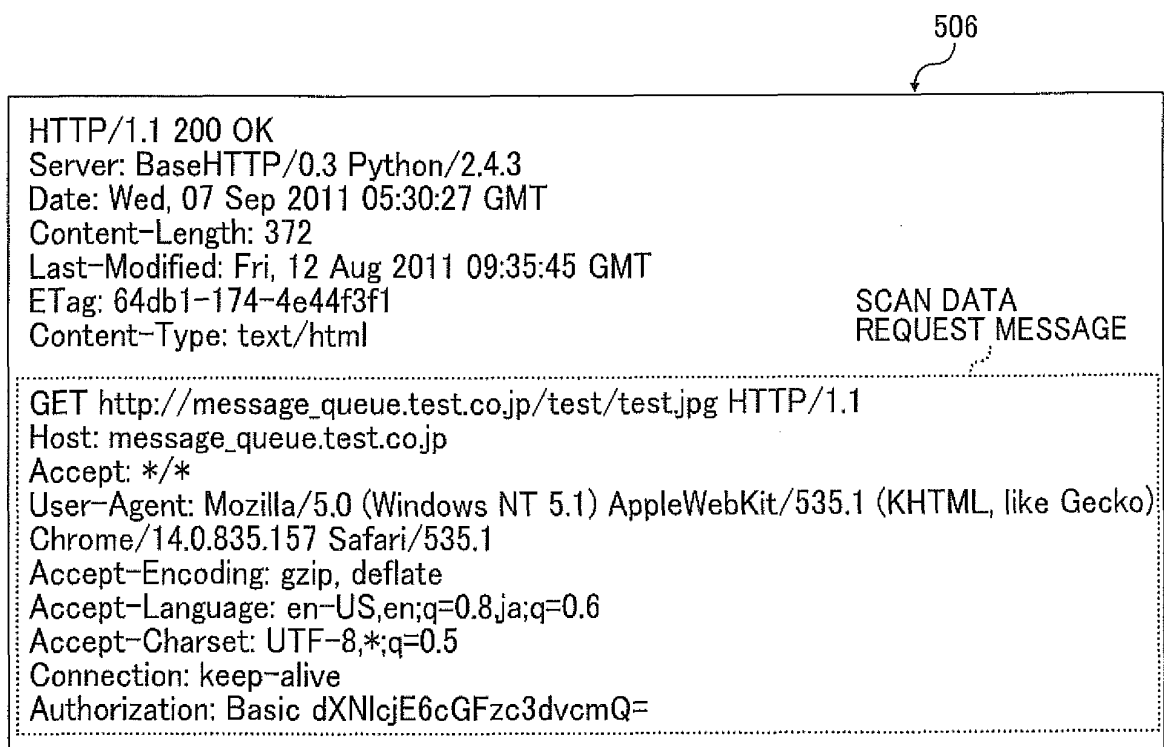 506
HTTP/1.1 200 OK
Server: BaseHTTP/0.3 Python/2.4.3
Date: Wed, 07 Sep 2011 05:30:27 GMT
Content-Length: 372
Last-Modified: Fri, 12 Aug 2011 09:35:45 GMT
ETag: 64db1-174-4e44f3f1
Content-Type: text/html
SCAN DATA
REQUEST MESSAGE
GET http://message_queue.test.co.jp/test/test.jpg HTTP/1.1
Host: message_queue.test.co.jp
Accept: */*
User-Agent: Mozilla/5.0 (Windows NT 5.1) AppleWebKit/535.1 (KHTML, like Gecko)
Chrome/14.0.835.157 Safari/535.1
Accept-Encoding: gzip, deflate
Accept-Language: en-US,en;q=0.8,ja;q=0.6
Accept-Charset: UTF-8,*;q=0.5
Connection: keep-alive
Authorization: Basic dXNlcjE6cGFzc3dvcmQ=